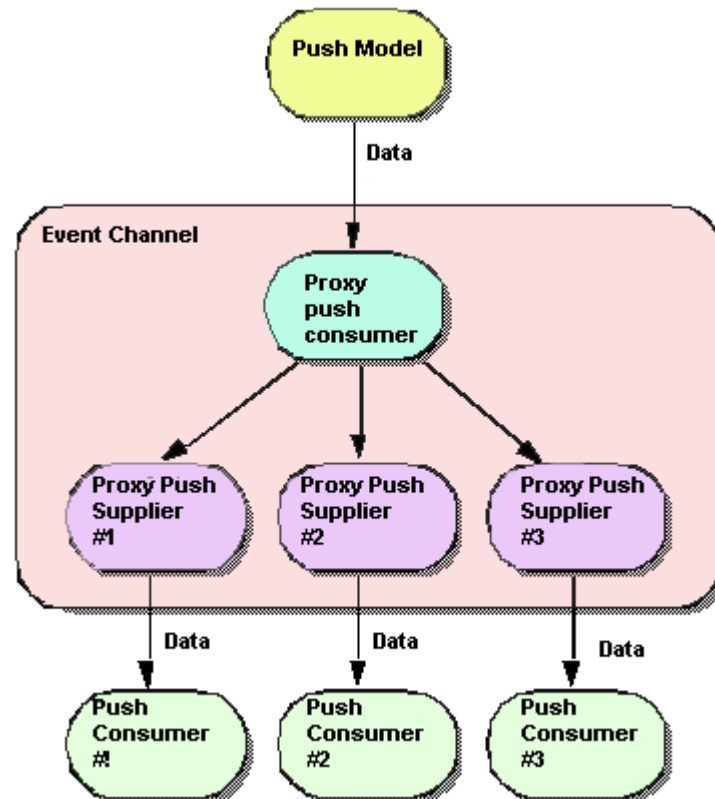 Push Model
Data
Event Channel
Proxy
push
consumer
Proxy Push
Supplier
#1
Proxy Push
Supplier
#2
Proxy Push
Supplier
#3
Data
Data
Data
Push
Consumer
#!
Push
Consumer
#2
Push
Consumer
#3